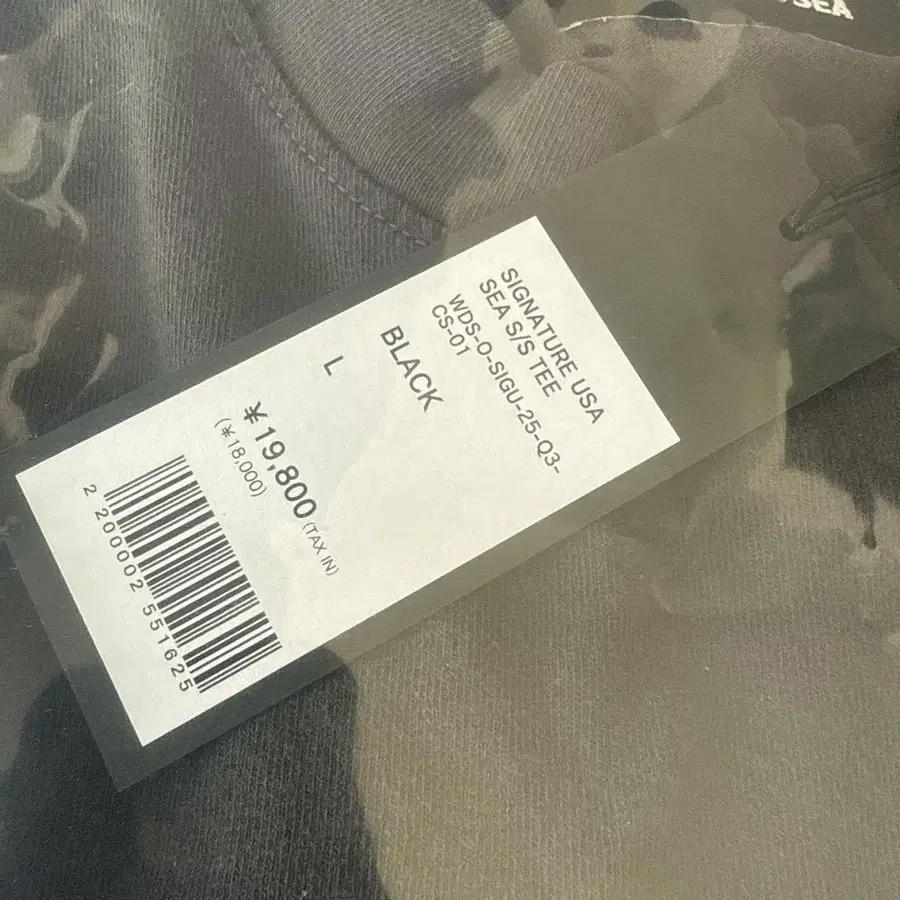 SEA
SIGNATURE USA
SEA S/S TEE
WDS-O-SIGU-25-Q3-
CS-01
BLACK
L
¥19,800 (TAX IN)
(¥18,000)
2 200002 551625